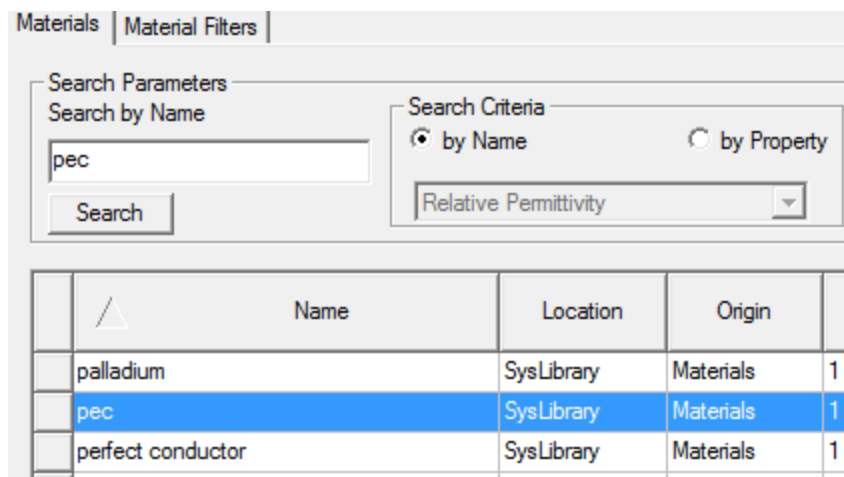 Materials Material Filters
Search Parameters
Search by Name
pec
Search
Search Criteria
by Name by Property
Relative Permittivity
Name Location Origin
palladium SysLibrary Materials 1
pec SysLibrary Materials 1
perfect conductor SysLibrary Materials 1